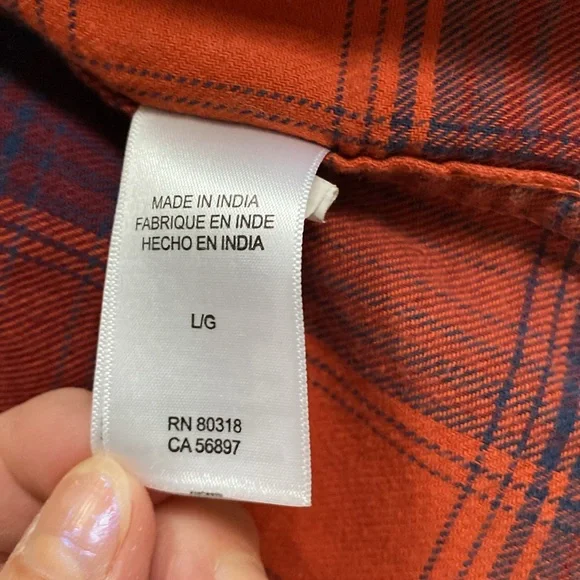 MADE IN INDIA
FABRIQUE EN INDE
HECHO EN INDIA
L/G
RN 80318
CA 56897